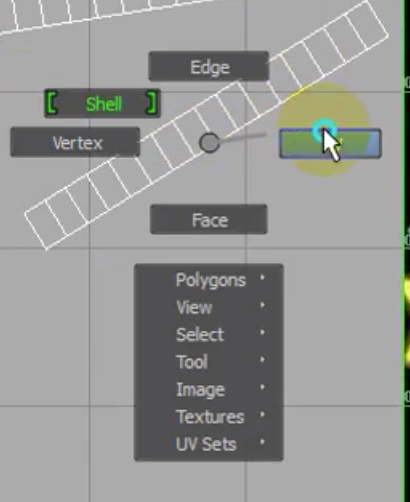 Edge
Shell
Vertex
Face
Polygons
View
Select
Tool
Image
Textures
UV Sets